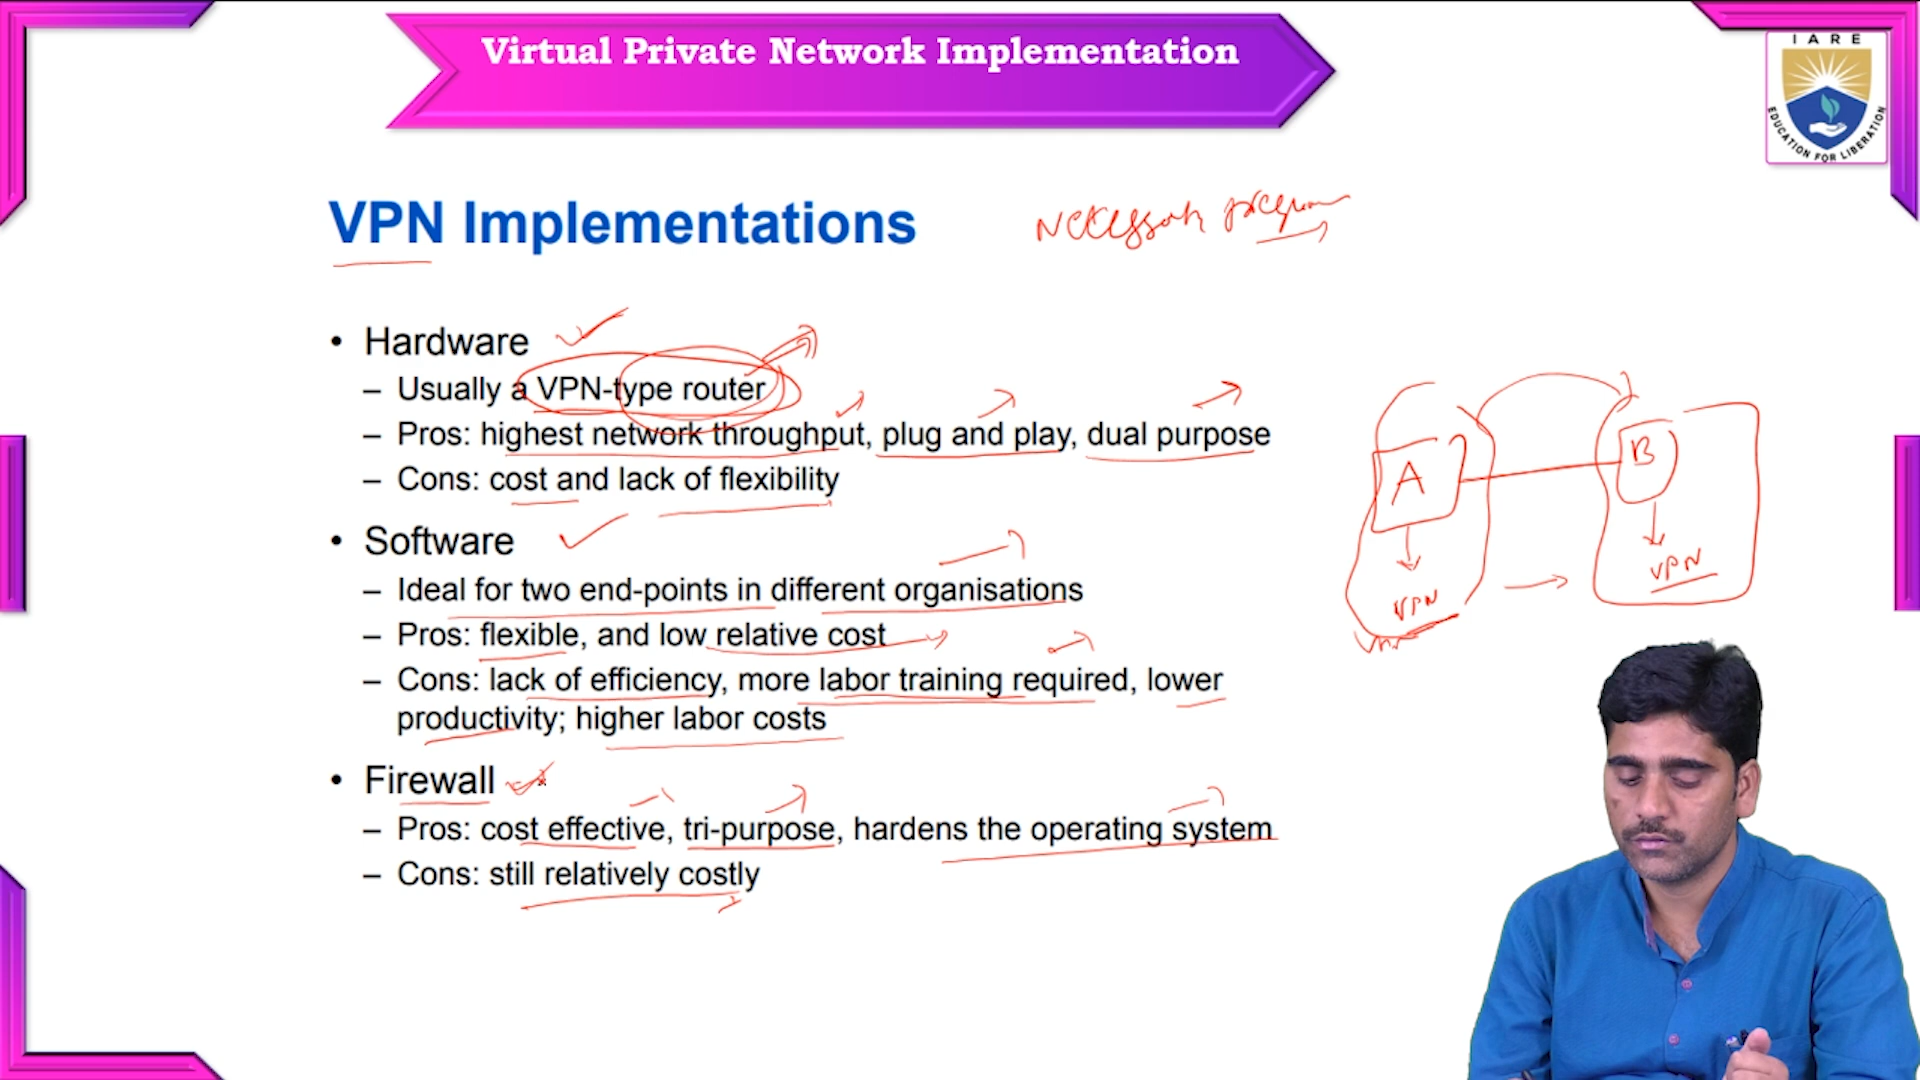 Virtual Private Network Implementation
I A R E
EDUCATION FOR LIBERATION
VPN Implementations
• Hardware
– Usually a VPN-type router
– Pros: highest network throughput, plug and play, dual purpose
– Cons: cost and lack of flexibility
• Software
– Ideal for two end-points in different organisations
– Pros: flexible, and low relative cost
– Cons: lack of efficiency, more labor training required, lower
productivity; higher labor costs
• Firewall
– Pros: cost effective, tri-purpose, hardens the operating system
– Cons: still relatively costly
A
B
VPN
VPN